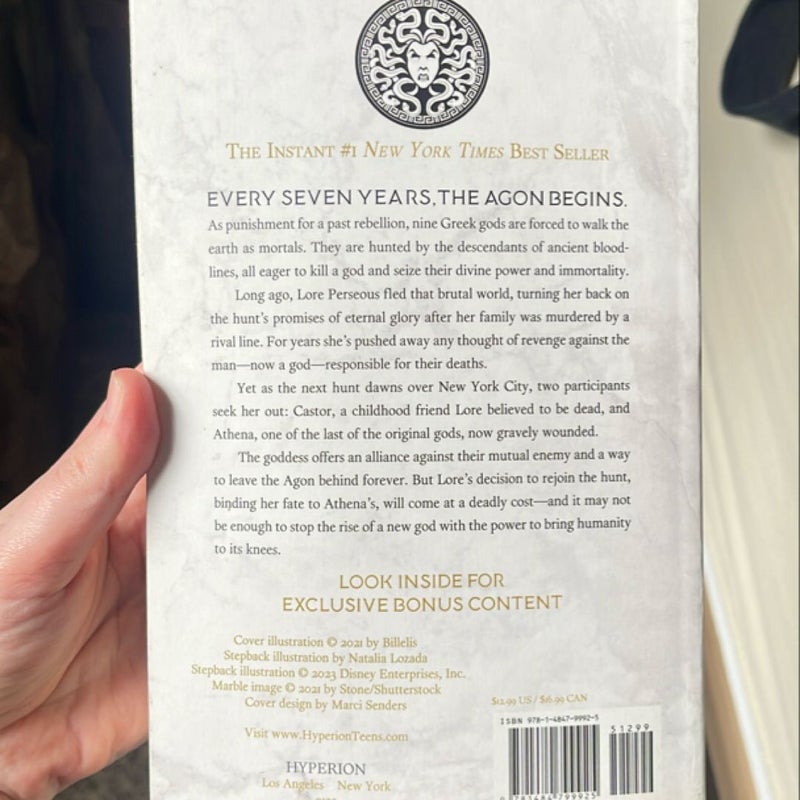 THE INSTANT #1 NEW YORK TIMES BEST SELLER
EVERY SEVEN YEARS, THE AGON BEGINS.
As punishment for a past rebellion, nine Greek gods are forced to walk the
earth as mortals. They are hunted by the descendants of ancient blood-
lines, all eager to kill a god and seize their divine power and immortality.
Long ago, Lore Perseous fled that brutal world, turning her back on
the hunt's promises of eternal glory after her family was murdered by a
rival line. For years she's pushed away any thought of revenge against the
man—now a god—responsible for their deaths.
Yet as the next hunt dawns over New York City, two participants
seek her out: Castor, a childhood friend Lore believed to be dead, and
Athena, one of the last of the original gods, now gravely wounded.
The goddess offers an alliance against their mutual enemy and a way
to leave the Agon behind forever. But Lore's decision to rejoin the hunt,
binding her fate to Athena's, will come at a deadly cost—and it may not
be enough to stop the rise of a new god with the power to bring humanity
to its knees.
LOOK INSIDE FOR
EXCLUSIVE BONUS CONTENT
Cover illustration © 2021 by Billelis
Stepback illustration by Natalia Lozada
Stepback illustration © 2023 Disney Enterprises, Inc.
Marble image © 2021 by Stone/Shutterstock
Cover design by Marci Senders
$12.99 US / $16.99 CAN
Visit www.HyperionTeens.com
ISBN 978-1-4847-9992-5
51299
HYPERION
Los Angeles New York
9 781484 799925